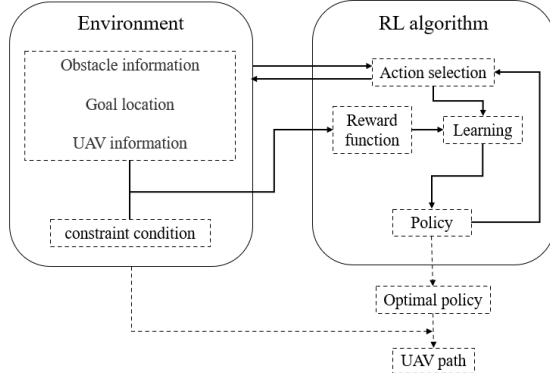 Environment
Obstacle information
Goal location
UAV information
constraint condition
RL algorithm
Action selection
Reward
function
Learning
Policy
Optimal policy
UAV path